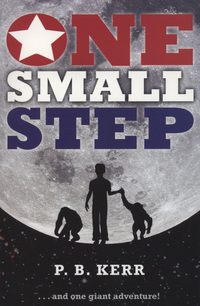 ONE
SMALL
STEP
P. B. KERR
...and one giant adventure!